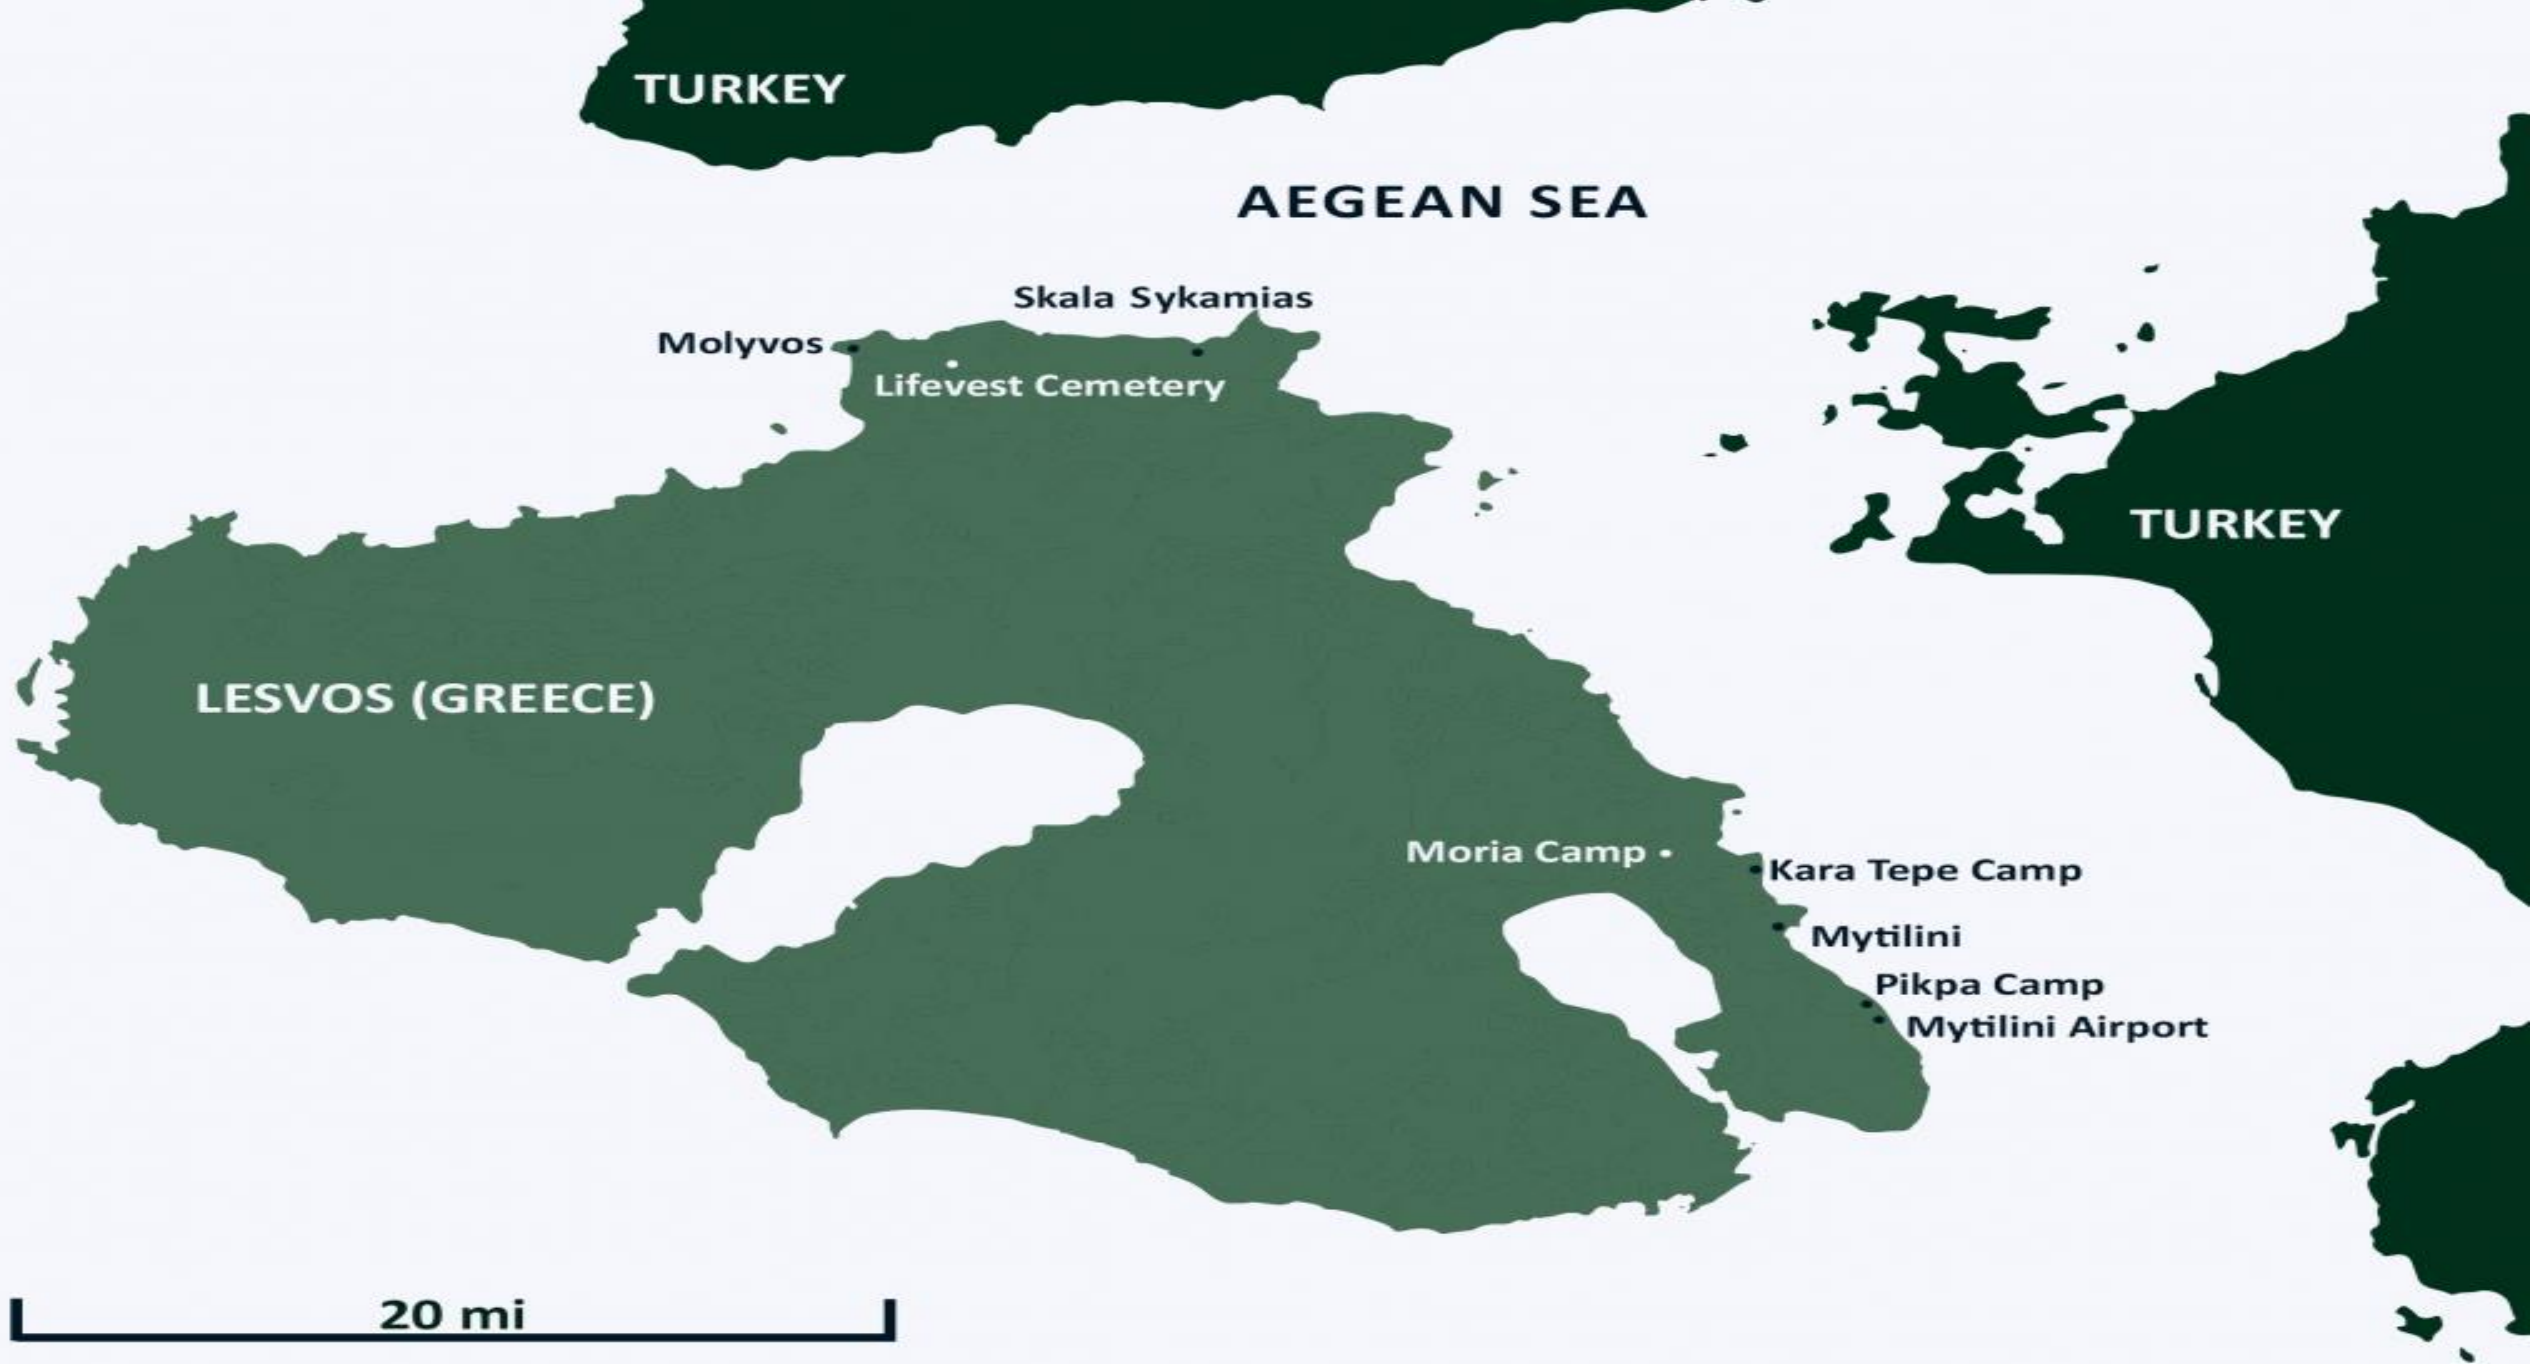 TURKEY
AEGEAN SEA
Skala Sykamias
Molyvos
Lifevest Cemetery
TURKEY
LESVOS (GREECE)
Moria Camp
Kara Tepe Camp
Mytilini
Pikpa Camp
Mytilini Airport
20 mi